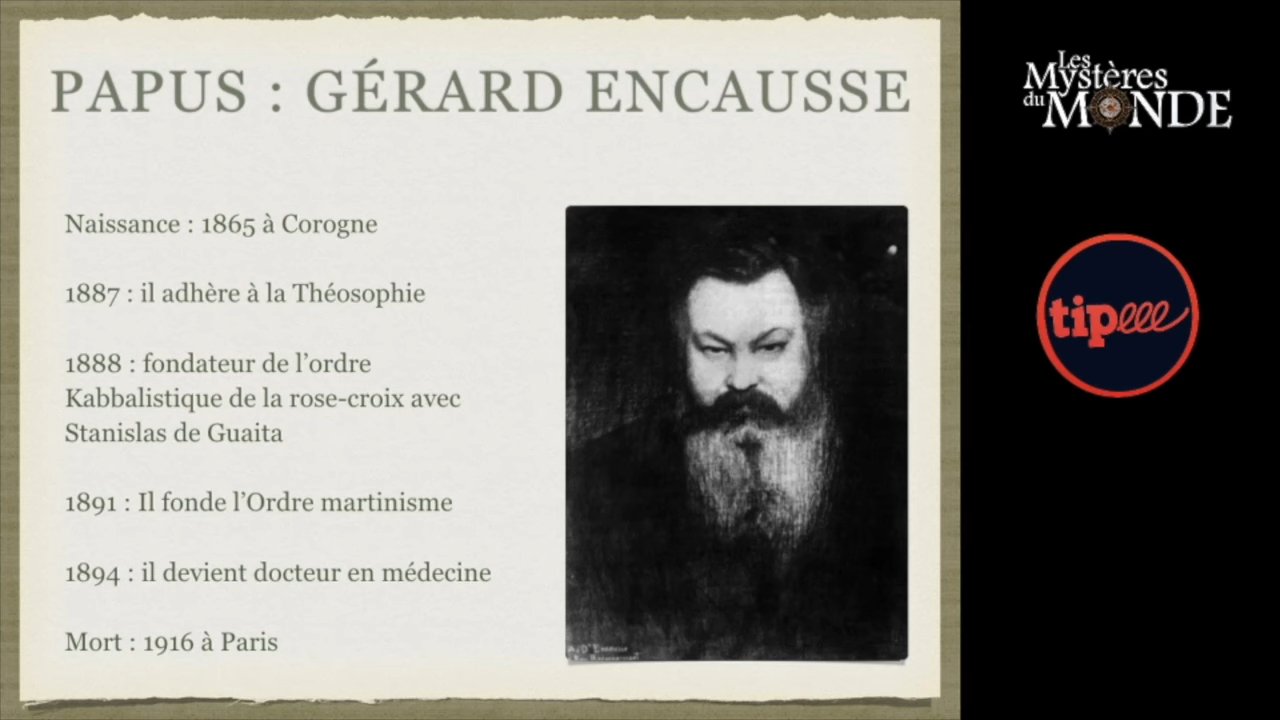 PAPUS : GÉRARD ENCAUSSE
Naissance : 1865 à Corogne
1887 : il adhère à la Théosophie
1888 : fondateur de l’ordre
Kabbalistique de la rose-croix avec
Stanislas de Guaita
1891 : Il fonde l’Ordre martinisme
1894 : il devient docteur en médecine
Mort : 1916 à Paris
Les
Mystères
du MONDE
tipeee